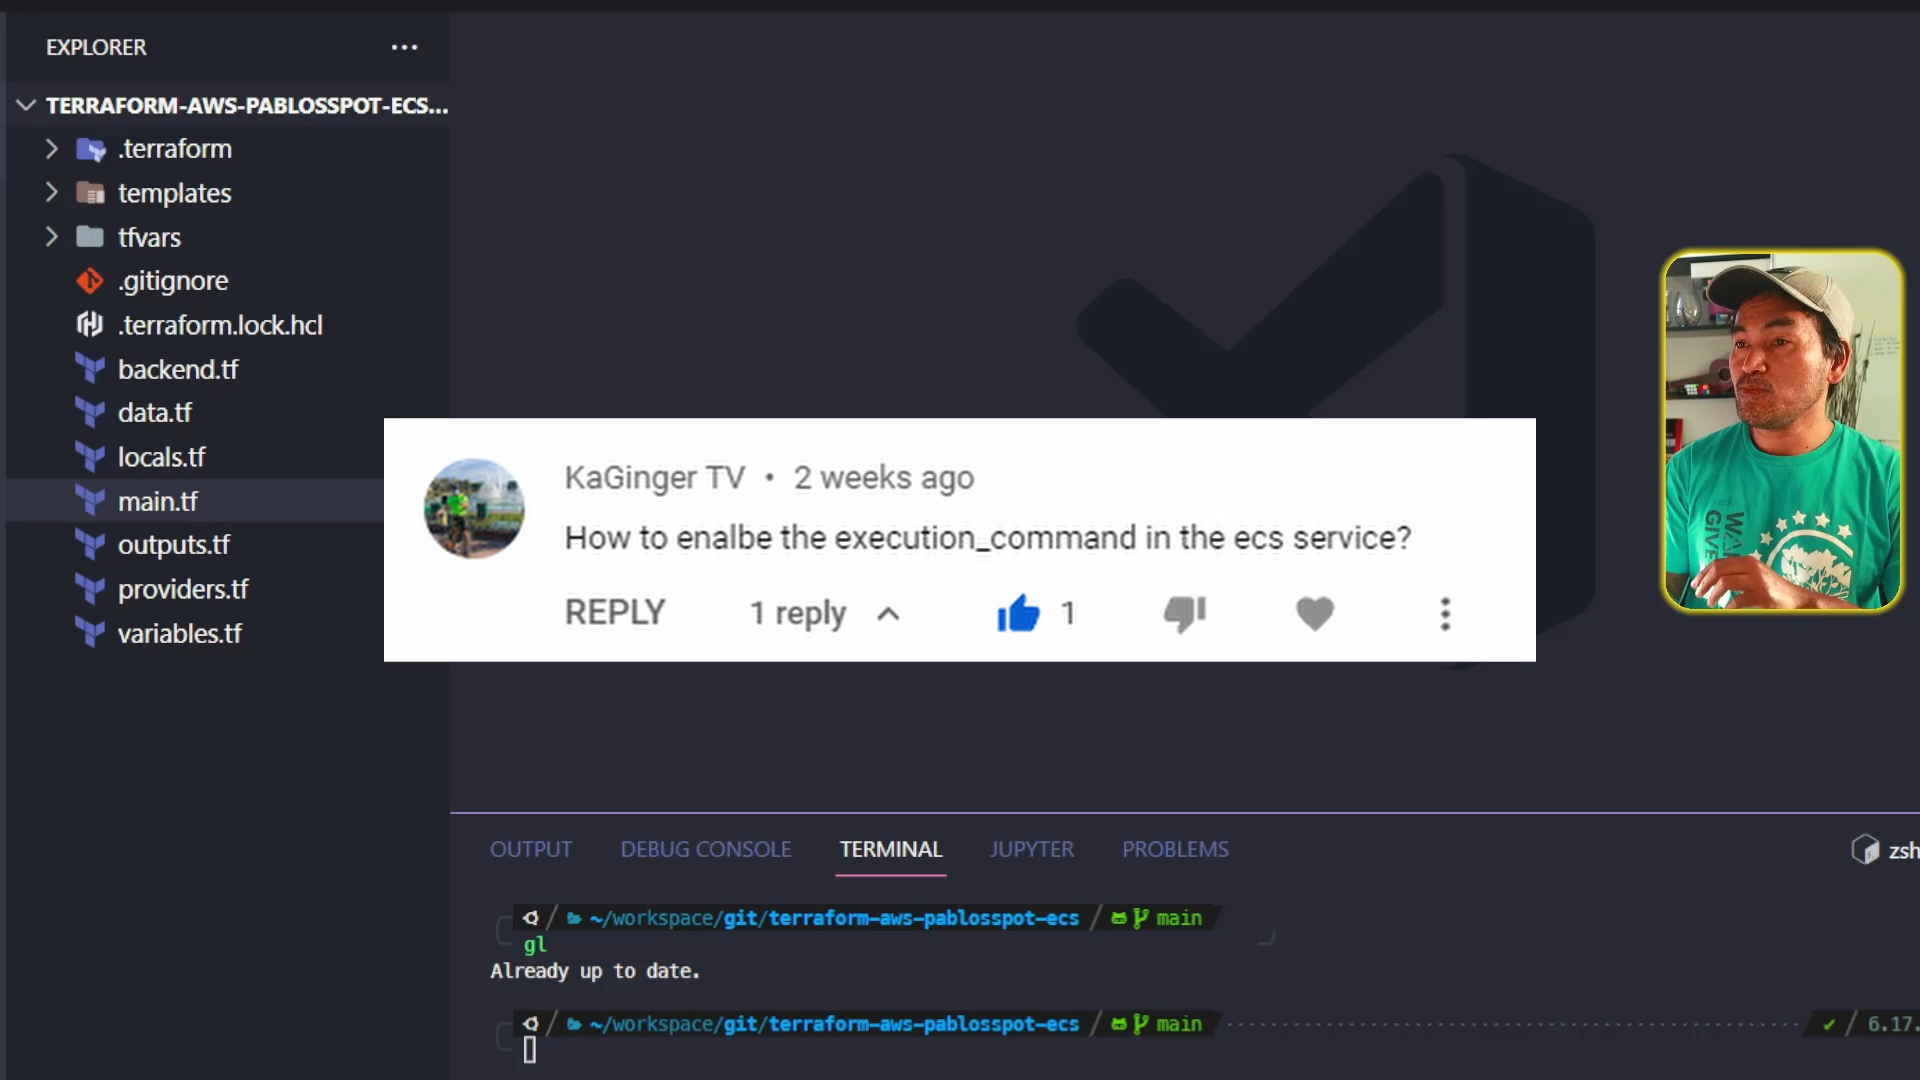 EXPLORER
TERRAFORM-AWS-PABLOSSPOT-ECS...
.terraform
templates
tfvars
.gitignore
.terraform.lock.hcl
backend.tf
data.tf
locals.tf
main.tf
outputs.tf
providers.tf
variables.tf
KaGinger TV • 2 weeks ago
How to enalbe the execution_command in the ecs service?
REPLY 1 reply 1
OUTPUT DEBUG CONSOLE TERMINAL JUPYTER PROBLEMS zsh
~/workspace/git/terraform-aws-pablosspot-ecs main
gl
Already up to date.
~/workspace/git/terraform-aws-pablosspot-ecs main 6.17.